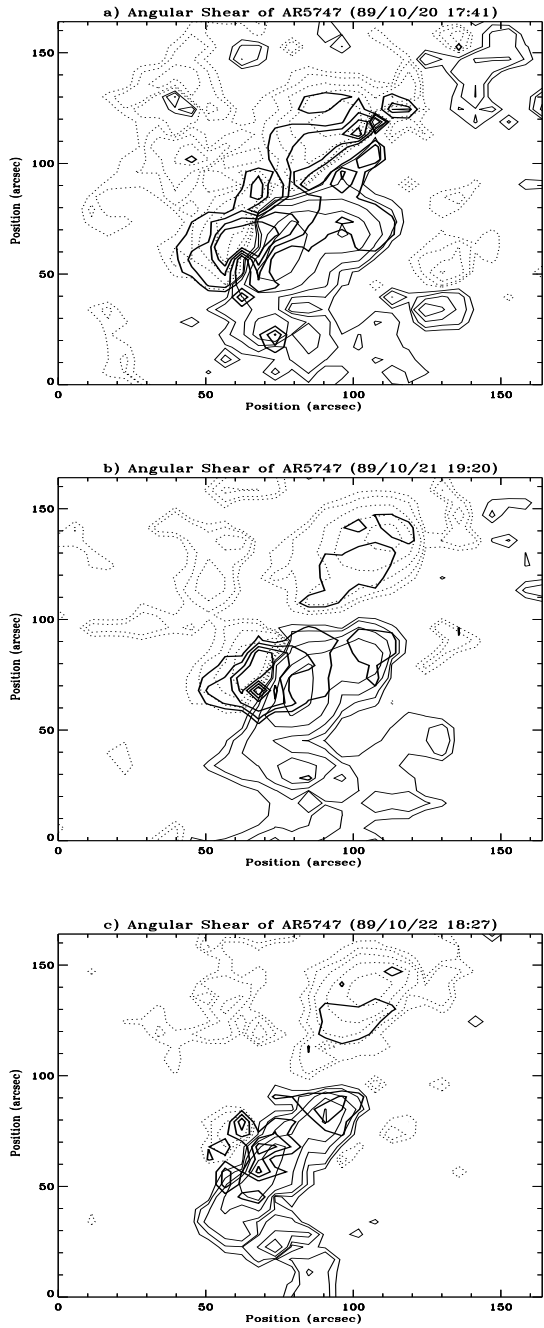 a) Angular Shear of AR5747 (89/10/20 17:41)
150
100
50
0
Position (arcsec)
0 50 100 150
Position (arcsec)
b) Angular Shear of AR5747 (89/10/21 19:20)
150
100
50
0
Position (arcsec)
0 50 100 150
Position (arcsec)
c) Angular Shear of AR5747 (89/10/22 18:27)
150
100
50
0
Position (arcsec)
0 50 100 150
Position (arcsec)